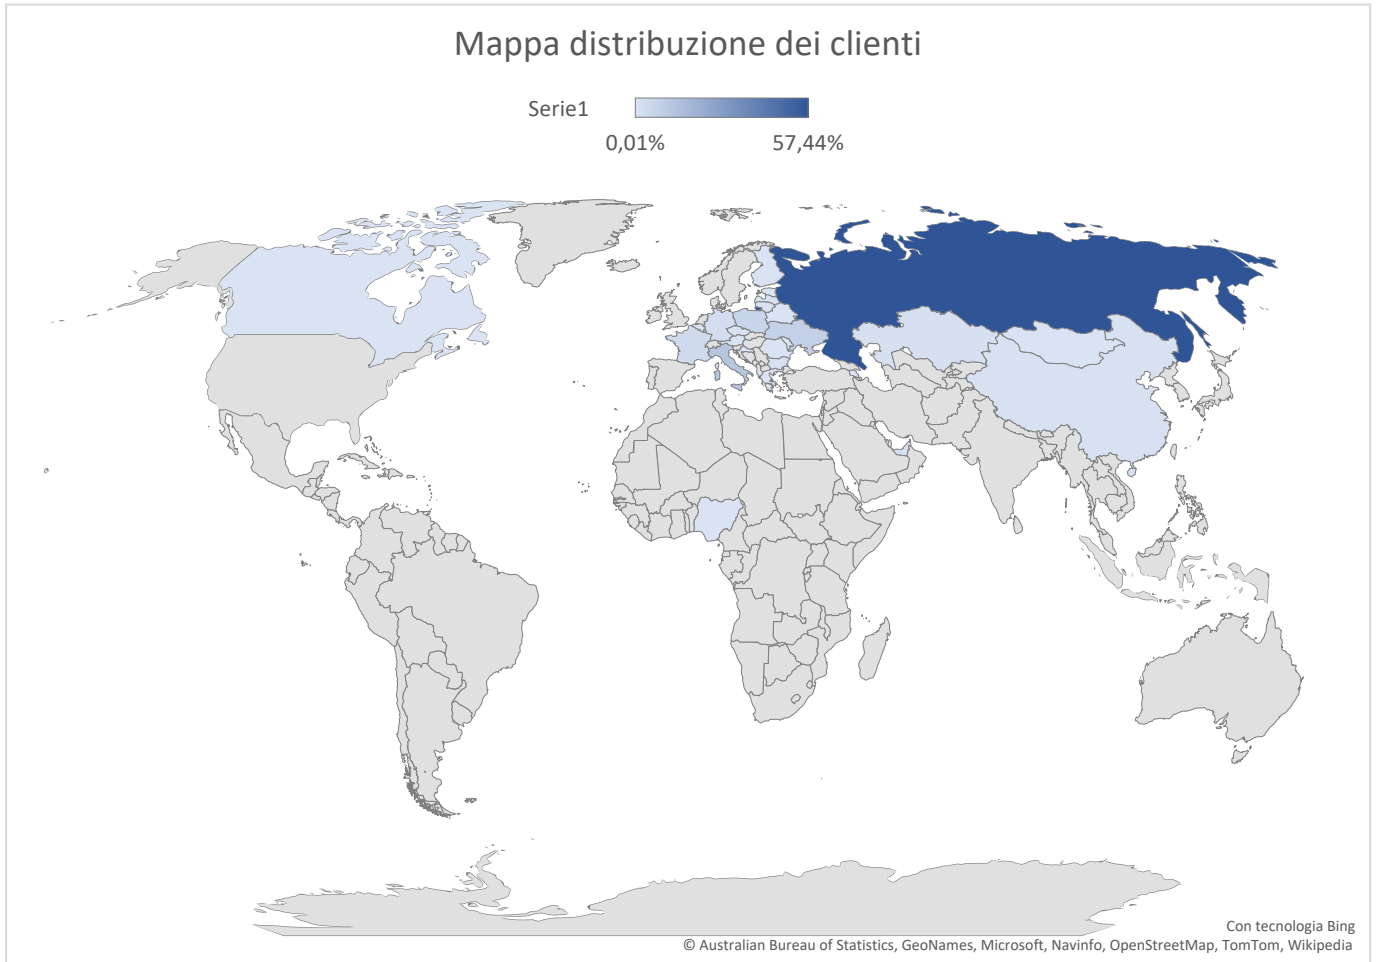 Mappa distribuzione dei clienti
Serie1
0,01% 57,44%
Con tecnologia Bing
© Australian Bureau of Statistics, GeoNames, Microsoft, Navinfo, OpenStreetMap, TomTom, Wikipedia